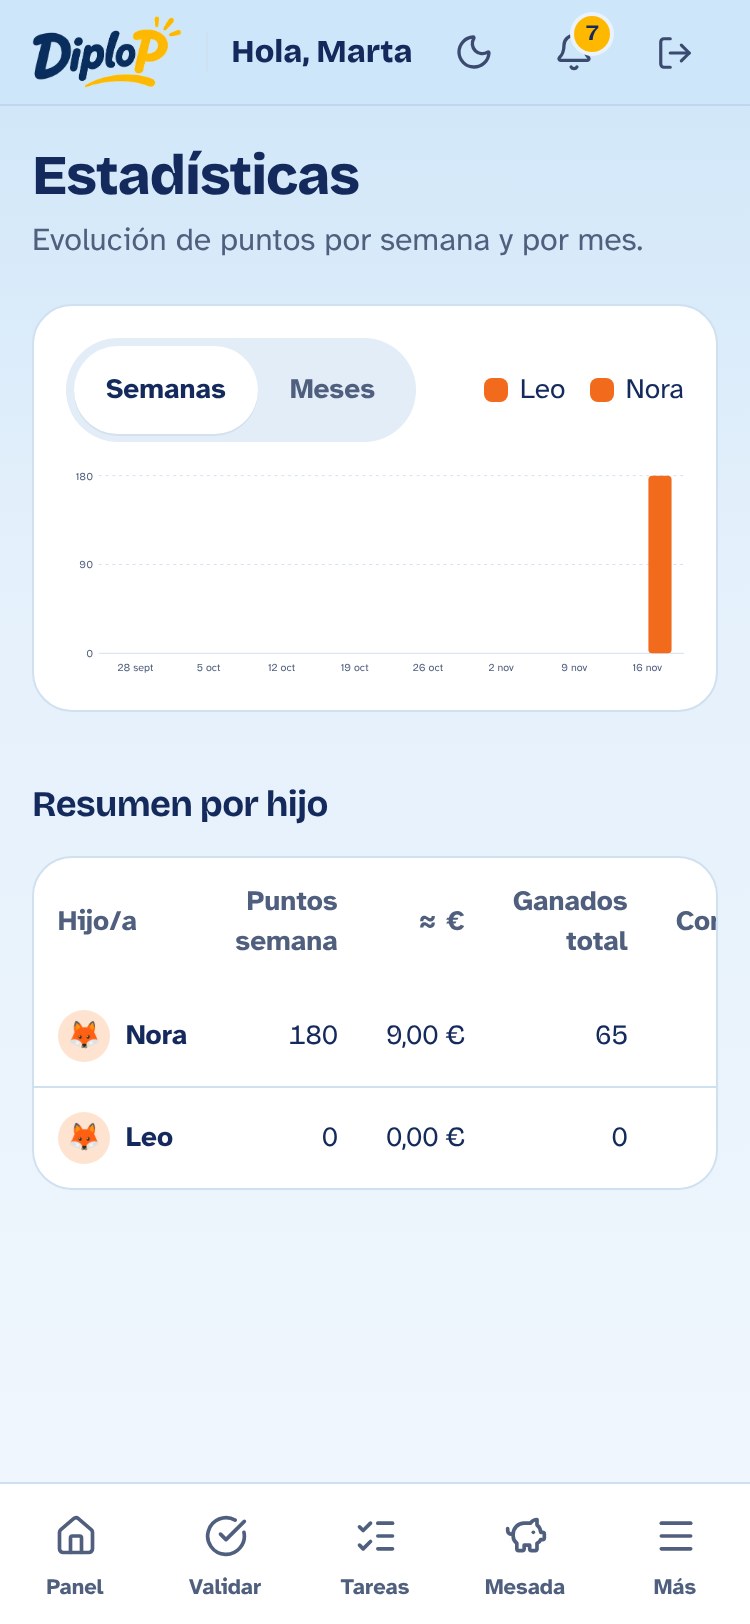 DiploP
Hola, Marta
7
Estadísticas
Evolución de puntos por semana y por mes.
Semanas
Meses
Leo
Nora
180
90
0
28 sept
5 oct
12 oct
19 oct
26 oct
2 nov
9 nov
16 nov
Resumen por hijo
Hijo/a
Puntos
semana
≈ €
Ganados
total
Nora
180
9,00 €
65
Leo
0
0,00 €
0
Panel
Validar
Tareas
Mesada
Más